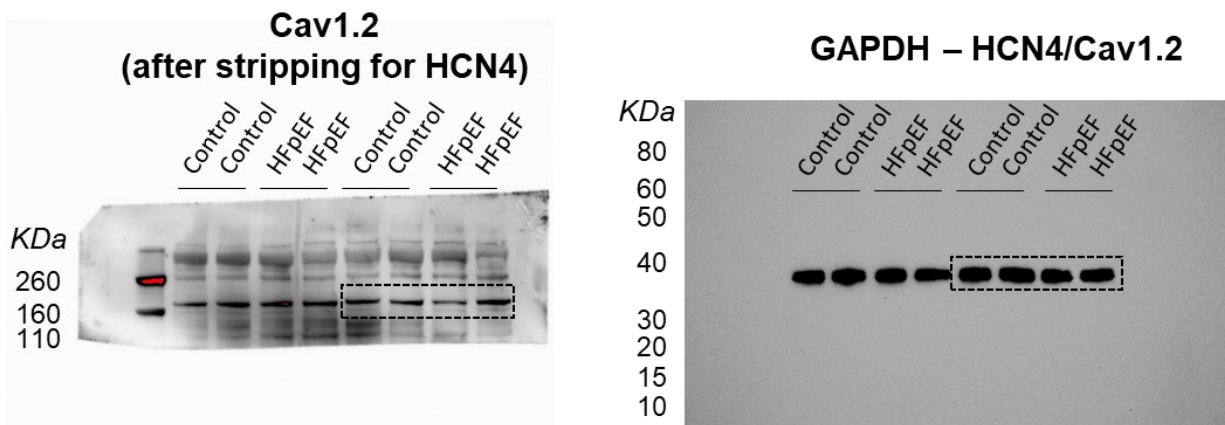 Cav1.2
(after stripping for HCN4)
Control
Control
HFpEF
HFpEF
Control
Control
HFpEF
HFpEF
KDa
260
160
110
GAPDH – HCN4/Cav1.2
KDa
80
60
50
40
30
20
15
10
Control
Control
HFpEF
HFpEF
Control
Control
HFpEF
HFpEF